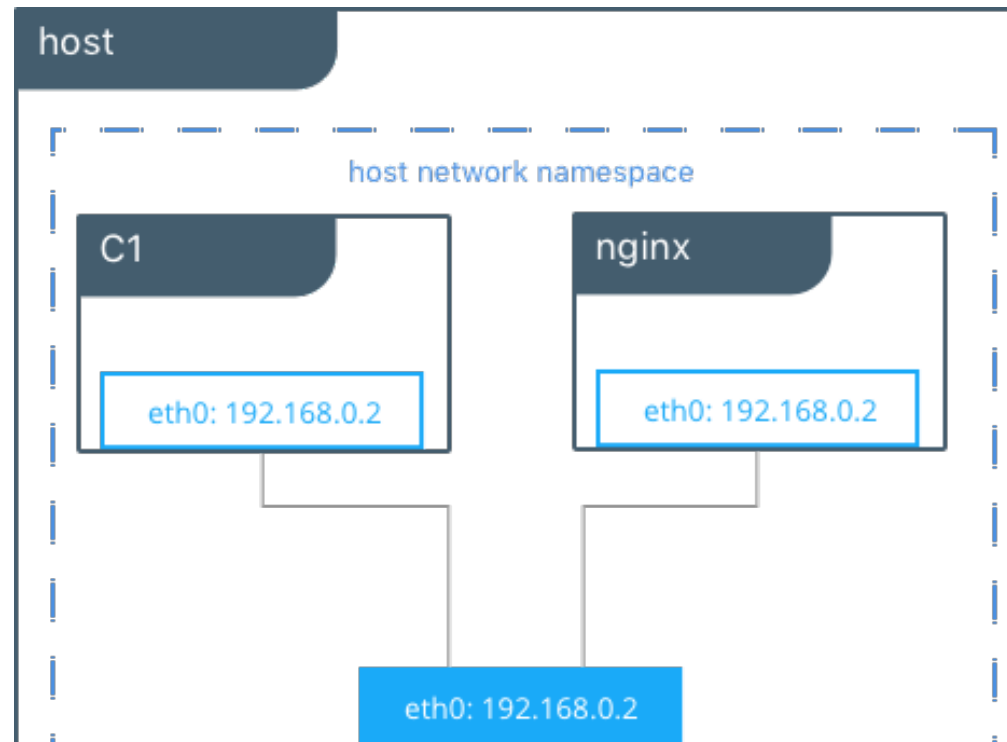 host
host network namespace
C1
nginx
eth0: 192.168.0.2
eth0: 192.168.0.2
eth0: 192.168.0.2